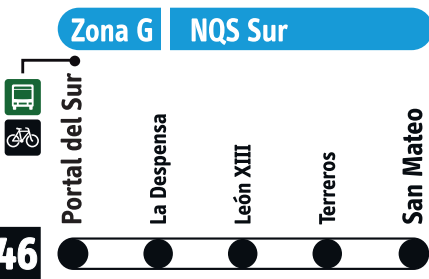 Zona G NQS Sur
Portal del Sur
La Despensa
León XIII
Terreros
San Mateo
46